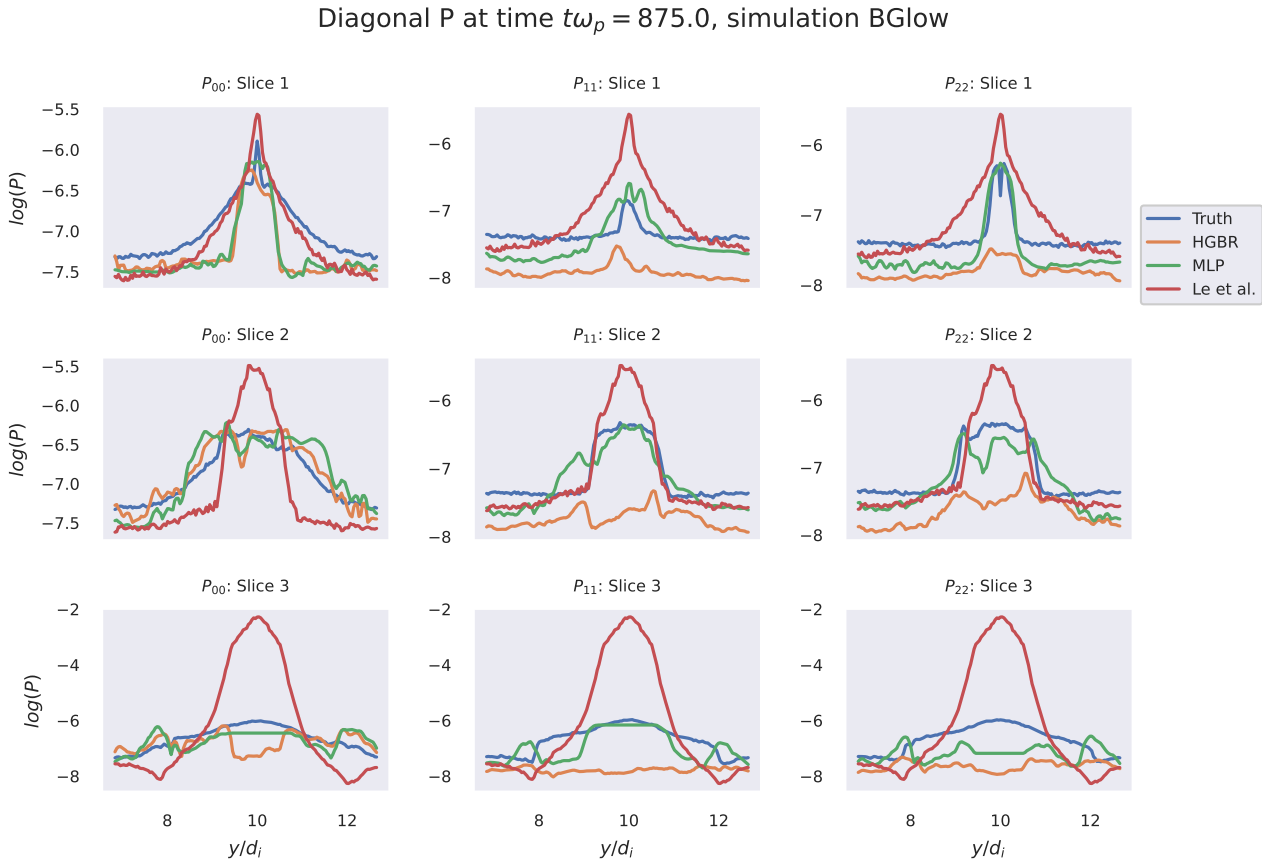 Diagonal P at time tω_p = 875.0, simulation BGlow
P_00: Slice 1
P_11: Slice 1
P_22: Slice 1
−5.5
−6.0
−6.5
−7.0
−7.5
log(P)
−6
−7
−8
−6
−7
−8
Truth
HGBR
MLP
Le et al.
P_00: Slice 2
P_11: Slice 2
P_22: Slice 2
−5.5
−6.0
−6.5
−7.0
−7.5
log(P)
−6
−7
−8
−6
−7
−8
P_00: Slice 3
P_11: Slice 3
P_22: Slice 3
−2
−4
−6
−8
log(P)
−2
−4
−6
−8
−2
−4
−6
−8
8 10 12
8 10 12
8 10 12
y/d_i
y/d_i
y/d_i